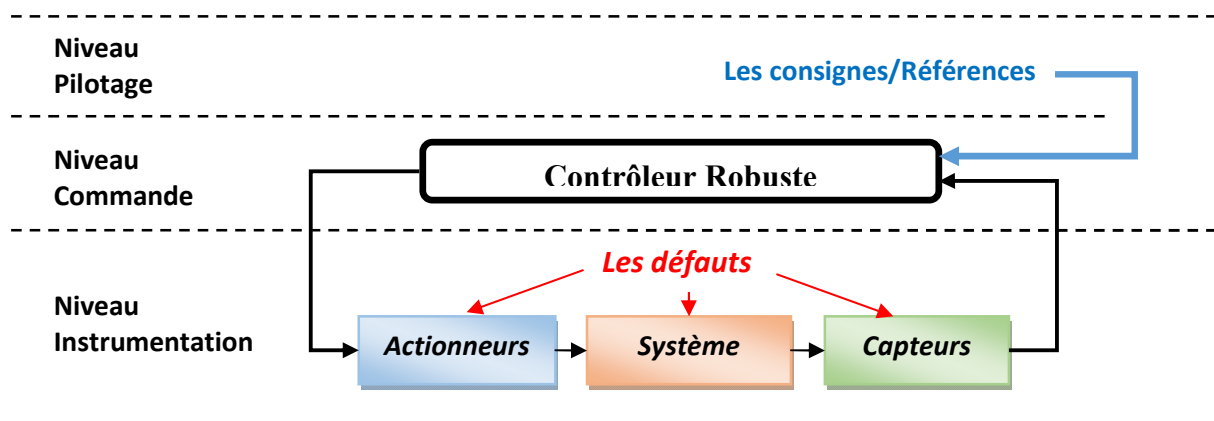 Niveau
Pilotage
Les consignes/Références
Niveau
Commande
Contrôleur Robuste
Les défauts
Niveau
Instrumentation
Actionneurs
Système
Capteurs